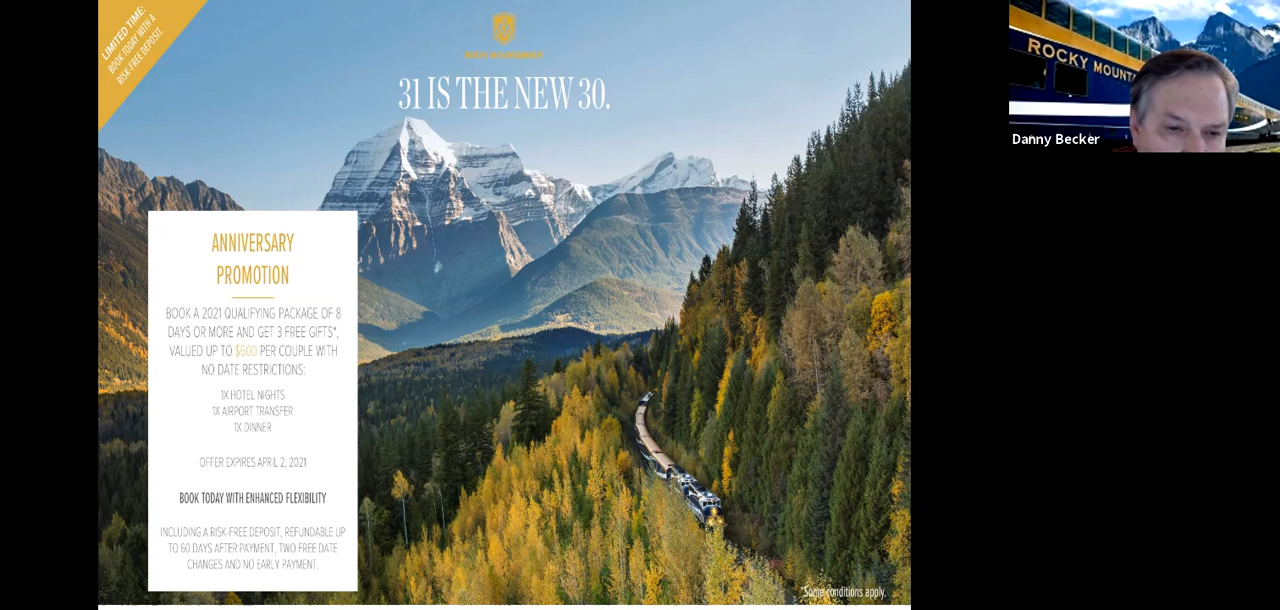 LIMITED TIME:
BOOK TODAY WITH A
RISK-FREE DEPOSIT.
31 IS THE NEW 30.
ANNIVERSARY
PROMOTION
BOOK A 2021 QUALIFYING PACKAGE OF 8
DAYS OR MORE AND GET 3 FREE GIFTS*,
VALUED UP TO $600 PER COUPLE WITH
NO DATE RESTRICTIONS:
1X HOTEL NIGHTS
1X AIRPORT TRANSFER
1X DINNER
OFFER EXPIRES APRIL 2, 2021
BOOK TODAY WITH ENHANCED FLEXIBILITY
INCLUDING A RISK-FREE DEPOSIT, REFUNDABLE UP
TO 60 DAYS AFTER PAYMENT, TWO FREE DATE
CHANGES AND NO EARLY PAYMENT.
*Some conditions apply.
ROCKY MOUNTA
Danny Becker